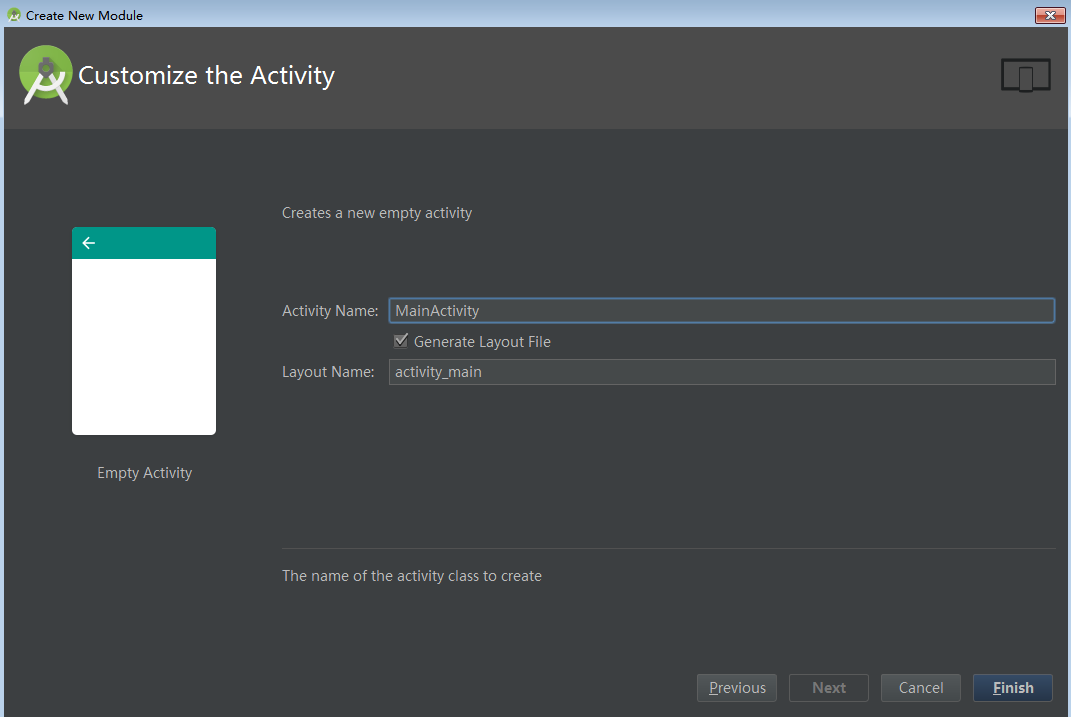 Create New Module
Customize the Activity
Creates a new empty activity
Activity Name: MainActivity
Generate Layout File
Layout Name: activity_main
Empty Activity
The name of the activity class to create
Previous Next Cancel Finish